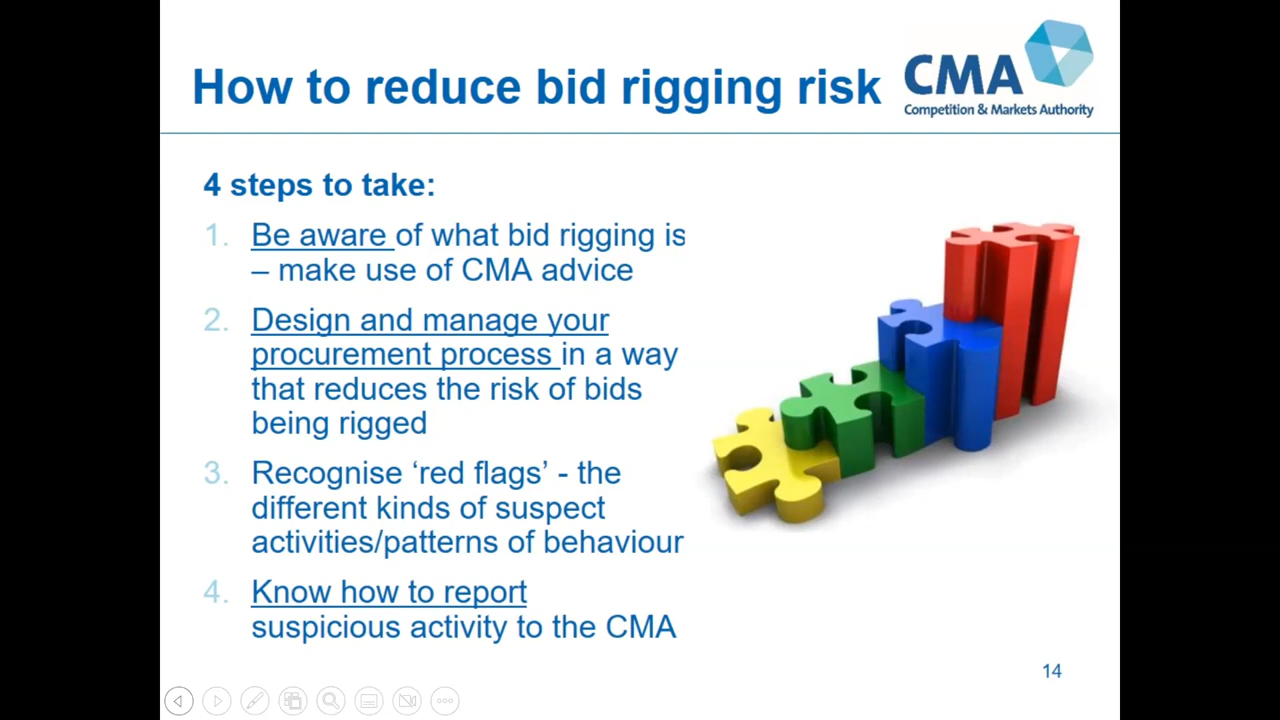 How to reduce bid rigging risk
CMA
Competition & Markets Authority
4 steps to take:
1. Be aware of what bid rigging is
– make use of CMA advice
2. Design and manage your
procurement process in a way
that reduces the risk of bids
being rigged
3. Recognise ‘red flags’ - the
different kinds of suspect
activities/patterns of behaviour
4. Know how to report
suspicious activity to the CMA
14